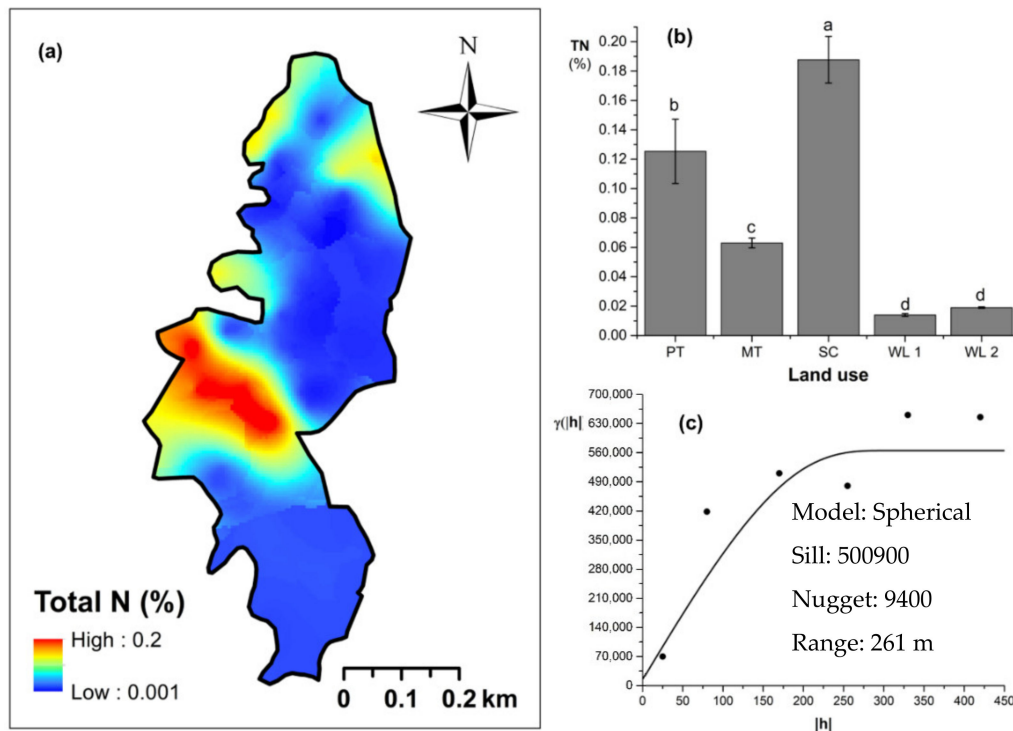 (a)
N
Total N (%)
High : 0.2
Low : 0.001
0 0.1 0.2 km
(b)
TN
(%)
0.20
0.18
0.16
0.14
0.12
0.10
0.08
0.06
0.04
0.02
0.00
b
c
a
d
d
PT MT SC WL 1 WL 2
Land use
(c)
γ(|h|
700,000
630,000
560,000
490,000
420,000
350,000
280,000
210,000
140,000
70,000
0
Model: Spherical
Sill: 500900
Nugget: 9400
Range: 261 m
0 50 100 150 200 250 300 350 400 450
|h|